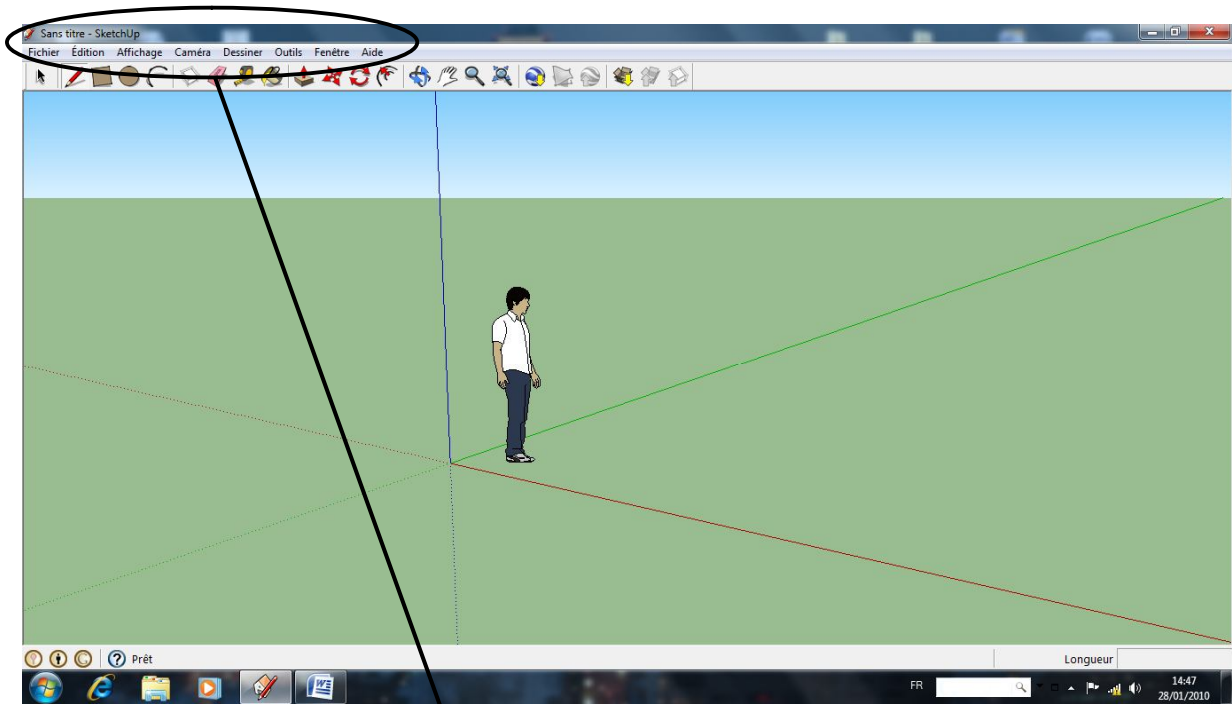 Sans titre - SketchUp
Fichier Édition Affichage Caméra Dessiner Outils Fenêtre Aide
Prêt
Longueur
FR
14:47
28/01/2010